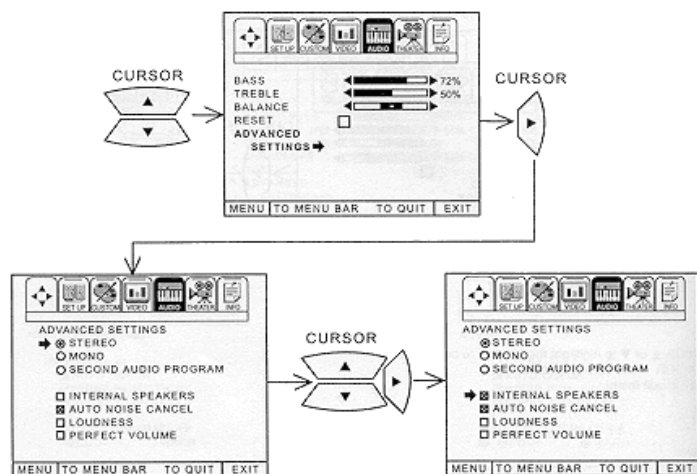 SET UP CUSTOM VIDEO AUDIO THEATER INFO
CURSOR
BASS 72%
TREBLE 50%
BALANCE
RESET
ADVANCED
SETTINGS
MENU TO MENU BAR TO QUIT EXIT
CURSOR
SET UP CUSTOM VIDEO AUDIO THEATER INFO
ADVANCED SETTINGS
STEREO
MONO
SECOND AUDIO PROGRAM
INTERNAL SPEAKERS
AUTO NOISE CANCEL
LOUDNESS
PERFECT VOLUME
MENU TO MENU BAR TO QUIT EXIT
CURSOR
SET UP CUSTOM VIDEO AUDIO THEATER INFO
ADVANCED SETTINGS
STEREO
MONO
SECOND AUDIO PROGRAM
INTERNAL SPEAKERS
AUTO NOISE CANCEL
LOUDNESS
PERFECT VOLUME
MENU TO MENU BAR TO QUIT EXIT